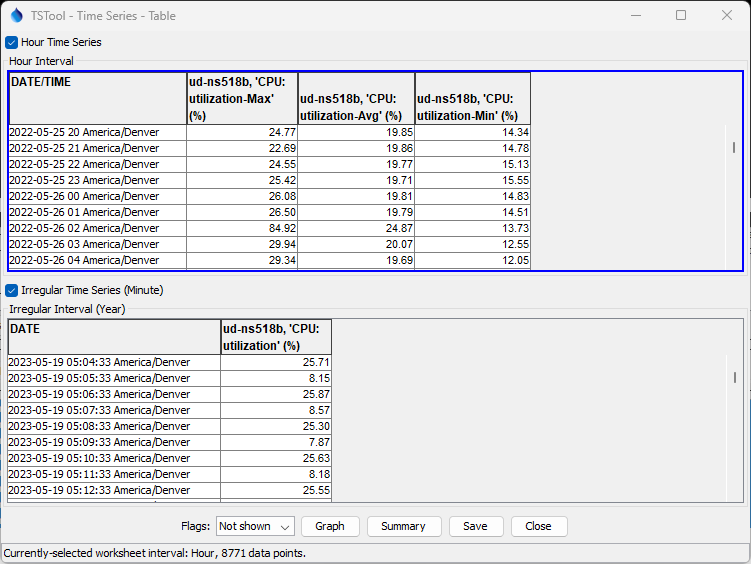 TSTool - Time Series - Table
Hour Time Series
Hour Interval
DATE/TIME ud-ns518b, 'CPU: utilization-Max' (%) ud-ns518b, 'CPU: utilization-Avg' (%) ud-ns518b, 'CPU: utilization-Min' (%)
2022-05-25 20 America/Denver 24.77 19.85 14.34
2022-05-25 21 America/Denver 22.69 19.86 14.78
2022-05-25 22 America/Denver 24.55 19.77 15.13
2022-05-25 23 America/Denver 25.42 19.71 15.55
2022-05-26 00 America/Denver 26.08 19.81 14.83
2022-05-26 01 America/Denver 26.50 19.79 14.51
2022-05-26 02 America/Denver 84.92 24.87 13.73
2022-05-26 03 America/Denver 29.94 20.07 12.55
2022-05-26 04 America/Denver 29.34 19.69 12.05
Irregular Time Series (Minute)
Irregular Interval (Year)
DATE ud-ns518b, 'CPU: utilization' (%)
2023-05-19 05:04:33 America/Denver 25.71
2023-05-19 05:05:33 America/Denver 8.15
2023-05-19 05:06:33 America/Denver 25.87
2023-05-19 05:07:33 America/Denver 8.57
2023-05-19 05:08:33 America/Denver 25.30
2023-05-19 05:09:33 America/Denver 7.87
2023-05-19 05:10:33 America/Denver 25.63
2023-05-19 05:11:33 America/Denver 8.18
2023-05-19 05:12:33 America/Denver 25.55
Flags: Not shown Graph Summary Save Close
Currently-selected worksheet interval: Hour, 8771 data points.